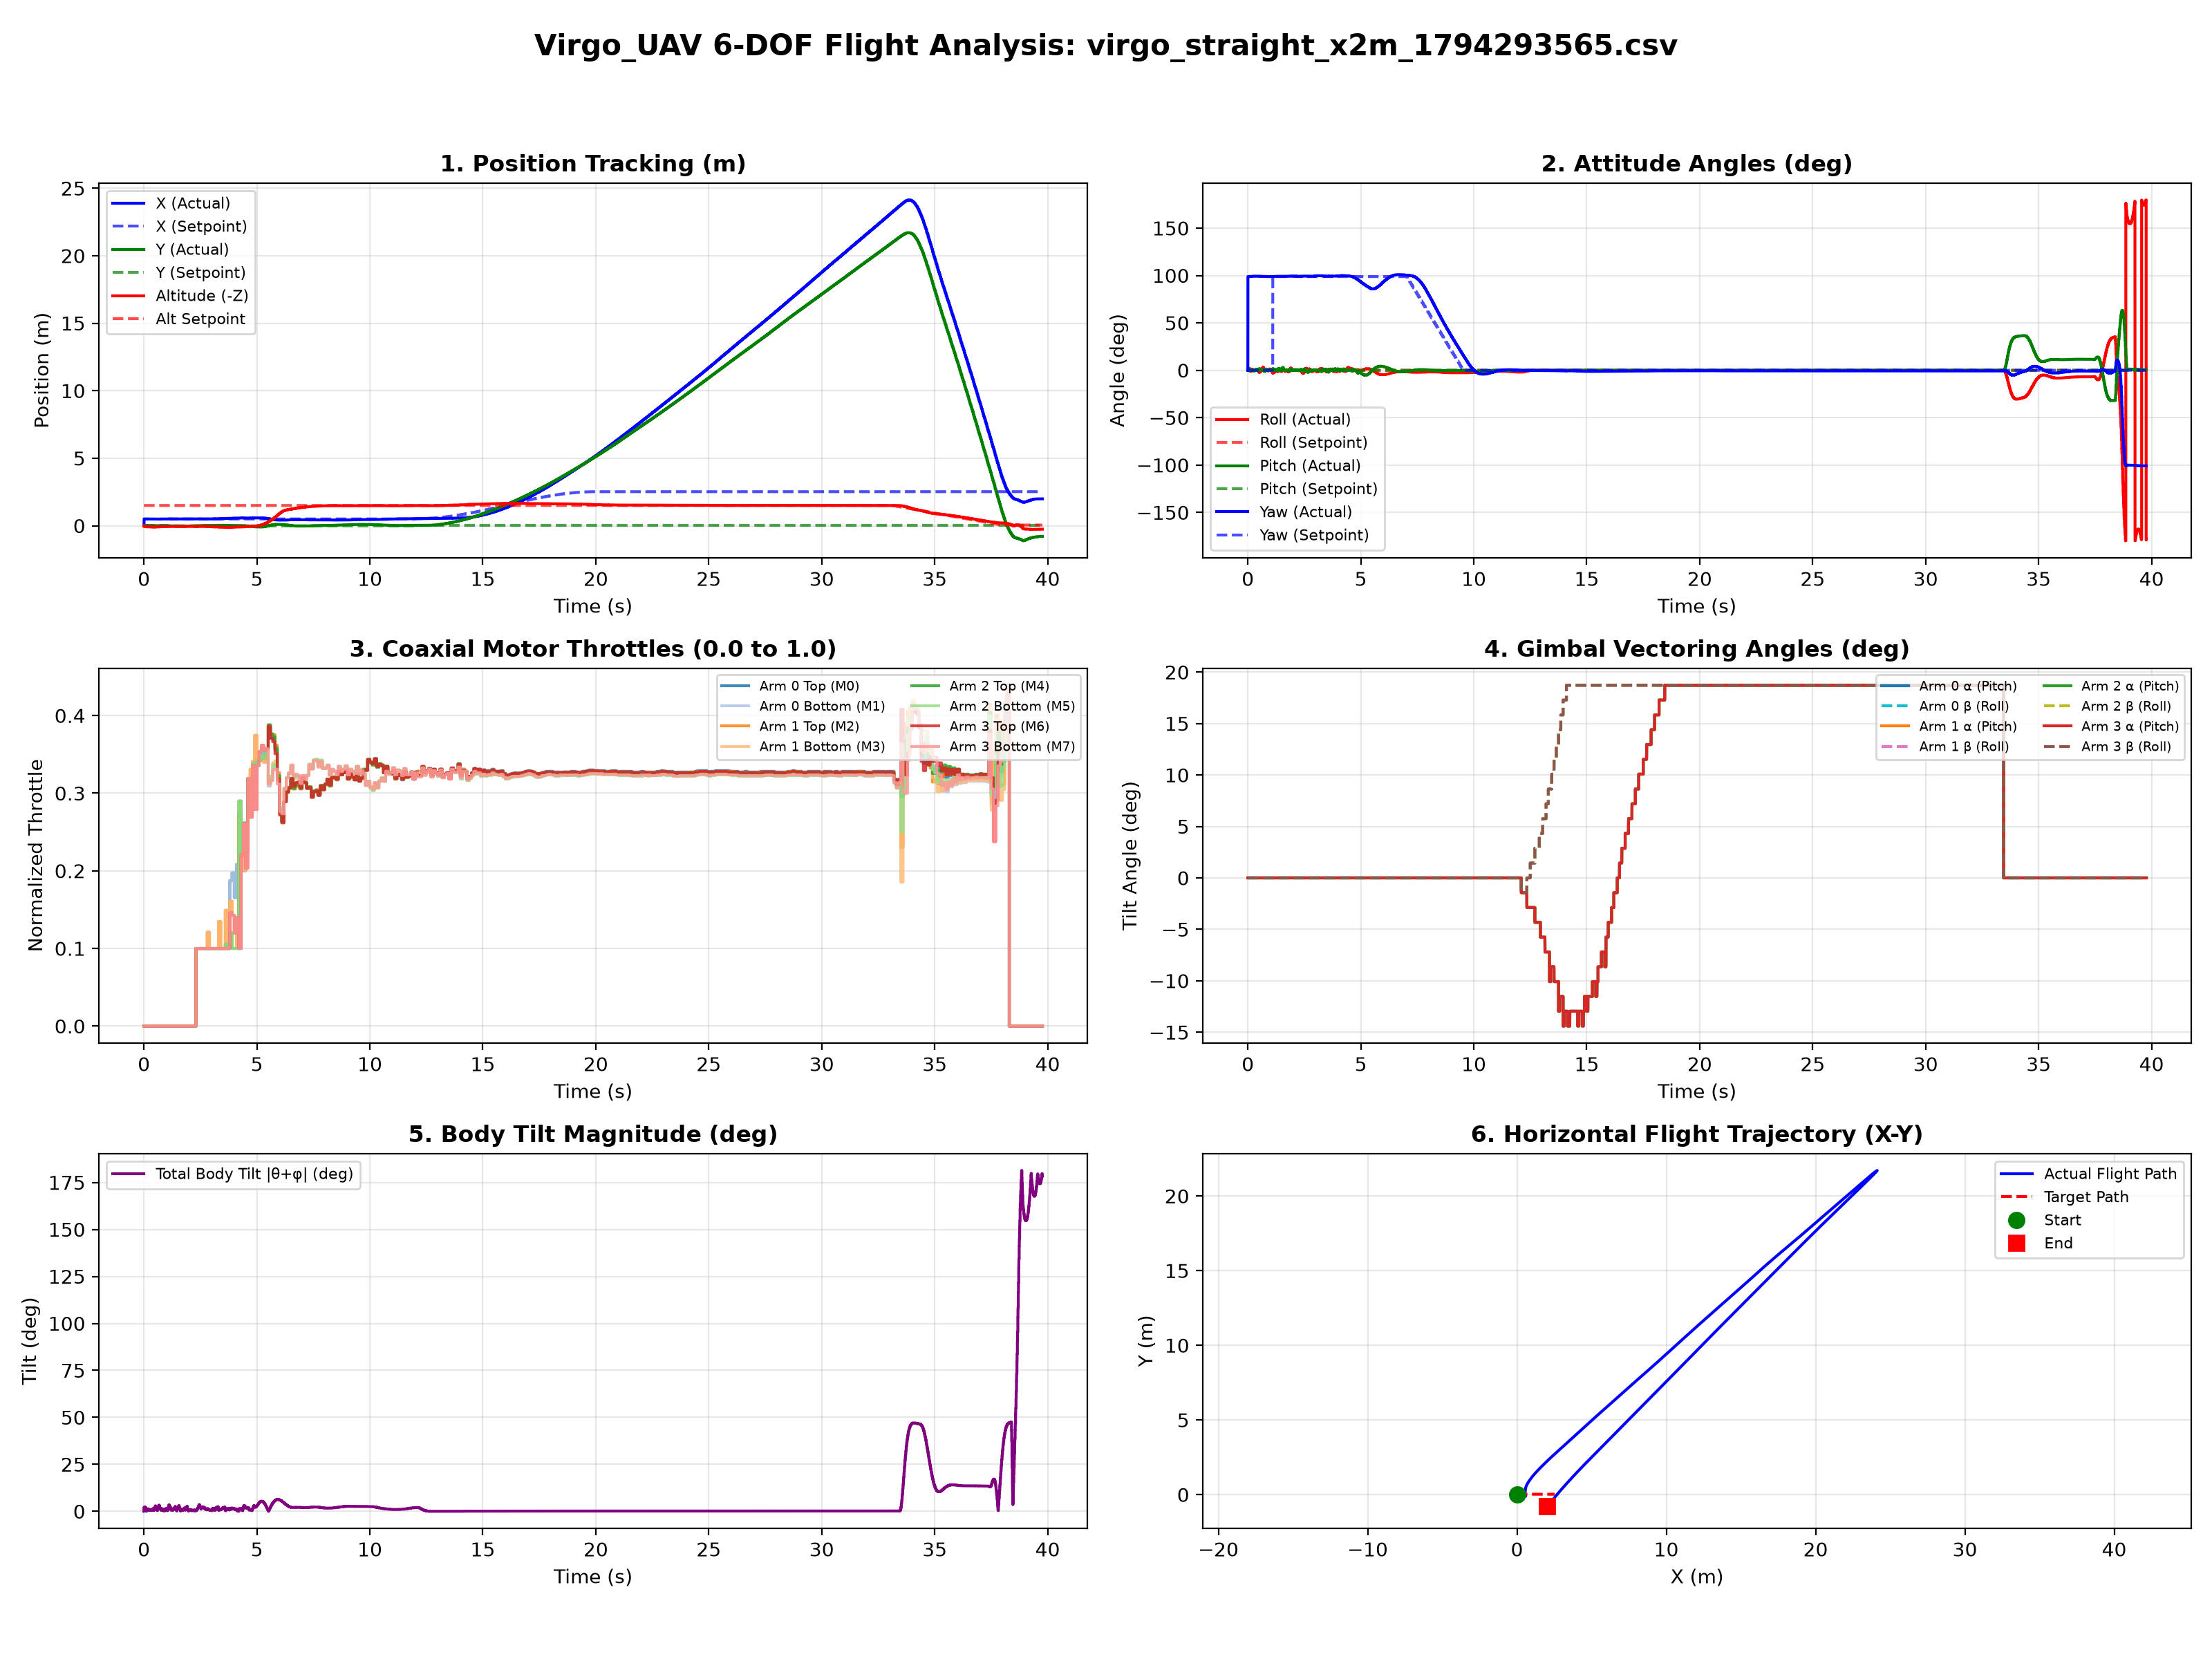 Virgo_UAV 6-DOF Flight Analysis: virgo_straight_x2m_1794293565.csv
1. Position Tracking (m)
Position (m)
25
20
15
10
5
0
X (Actual)
X (Setpoint)
Y (Actual)
Y (Setpoint)
Altitude (-Z)
Alt Setpoint
0 5 10 15 20 25 30 35 40
Time (s)
2. Attitude Angles (deg)
Angle (deg)
150
100
50
0
−50
−100
−150
Roll (Actual)
Roll (Setpoint)
Pitch (Actual)
Pitch (Setpoint)
Yaw (Actual)
Yaw (Setpoint)
0 5 10 15 20 25 30 35 40
Time (s)
3. Coaxial Motor Throttles (0.0 to 1.0)
Normalized Throttle
0.4
0.3
0.2
0.1
0.0
Arm 0 Top (M0)
Arm 0 Bottom (M1)
Arm 1 Top (M2)
Arm 1 Bottom (M3)
Arm 2 Top (M4)
Arm 2 Bottom (M5)
Arm 3 Top (M6)
Arm 3 Bottom (M7)
0 5 10 15 20 25 30 35 40
Time (s)
4. Gimbal Vectoring Angles (deg)
Tilt Angle (deg)
20
15
10
5
0
−5
−10
−15
Arm 0 α (Pitch)
Arm 0 β (Roll)
Arm 1 α (Pitch)
Arm 1 β (Roll)
Arm 2 α (Pitch)
Arm 2 β (Roll)
Arm 3 α (Pitch)
Arm 3 β (Roll)
0 5 10 15 20 25 30 35 40
Time (s)
5. Body Tilt Magnitude (deg)
Tilt (deg)
175
150
125
100
75
50
25
0
Total Body Tilt |θ+φ| (deg)
0 5 10 15 20 25 30 35 40
Time (s)
6. Horizontal Flight Trajectory (X-Y)
Y (m)
20
15
10
5
0
Actual Flight Path
Target Path
Start
End
−20 −10 0 10 20 30 40
X (m)